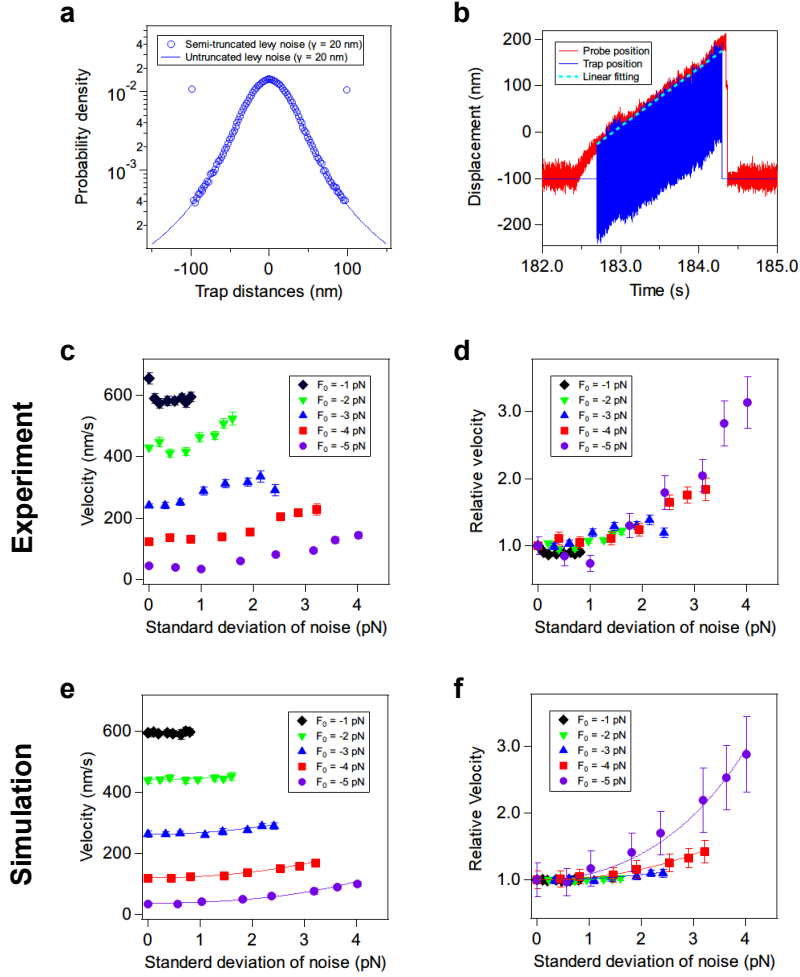 a
Semi-truncated levy noise (γ = 20 nm)
Untruncated levy noise (γ = 20 nm)
4
2
10⁻²
4
2
10⁻³
4
2
Probability density
-100
0
100
Trap distances (nm)
b
Probe position
Trap position
Linear fitting
200
100
0
-100
-200
Displacement (nm)
182.0
183.0
184.0
185.0
Time (s)
Experiment
c
F₀ = -1 pN
F₀ = -2 pN
F₀ = -3 pN
F₀ = -4 pN
F₀ = -5 pN
600
400
200
0
Velocity (nm/s)
0
1
2
3
4
Standard deviation of noise (pN)
d
F₀ = -1 pN
F₀ = -2 pN
F₀ = -3 pN
F₀ = -4 pN
F₀ = -5 pN
3.0
2.0
1.0
Relative velocity
0
1
2
3
4
Standard deviation of noise (pN)
Simulation
e
F₀ = -1 pN
F₀ = -2 pN
F₀ = -3 pN
F₀ = -4 pN
F₀ = -5 pN
600
400
200
0
Velocity (nm/s)
0
1
2
3
4
Standard deviation of noise (pN)
f
F₀ = -1 pN
F₀ = -2 pN
F₀ = -3 pN
F₀ = -4 pN
F₀ = -5 pN
3.0
2.0
1.0
Relative Velocity
0
1
2
3
4
Standerd deviation of noise (pN)